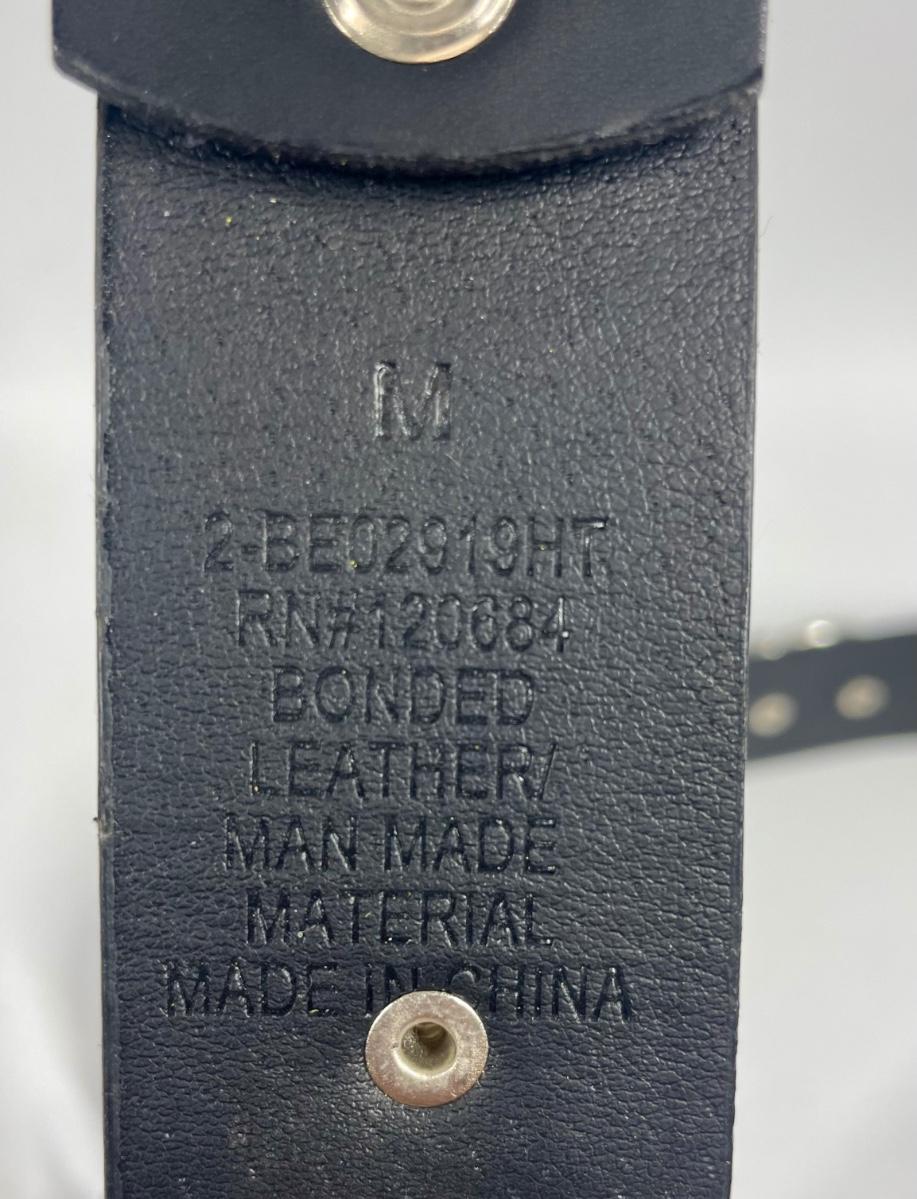 M
2-BE02919HT
RN#120684
BONDED
LEATHER/
MAN MADE
MATERIAL
MADE IN CHINA